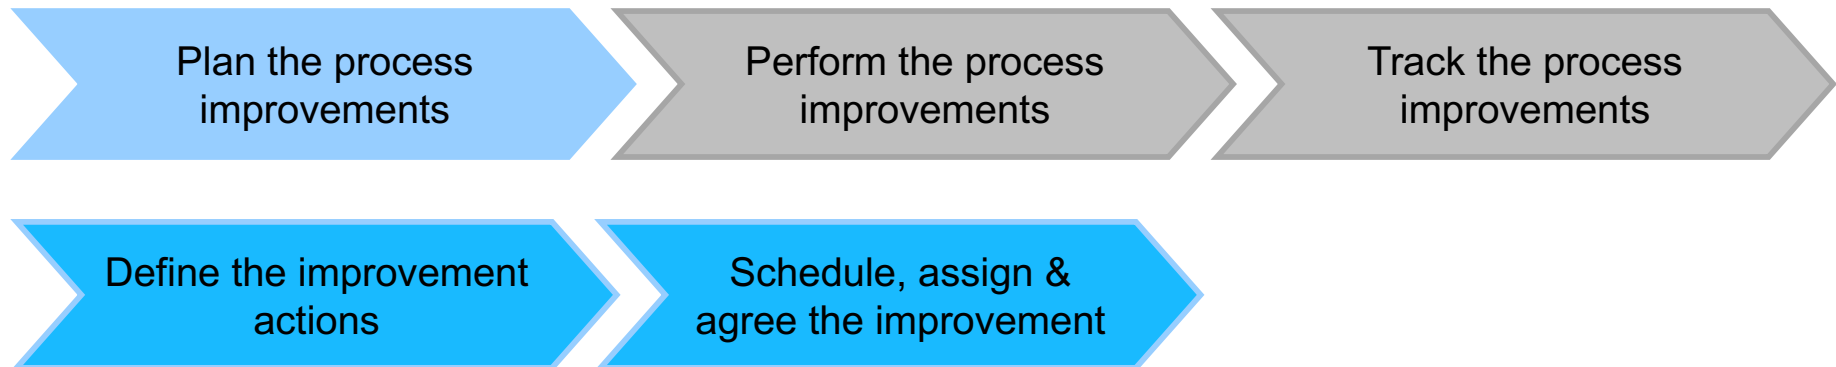 Plan the process
improvements
Perform the process
improvements
Track the process
improvements
Define the improvement
actions
Schedule, assign &
agree the improvement